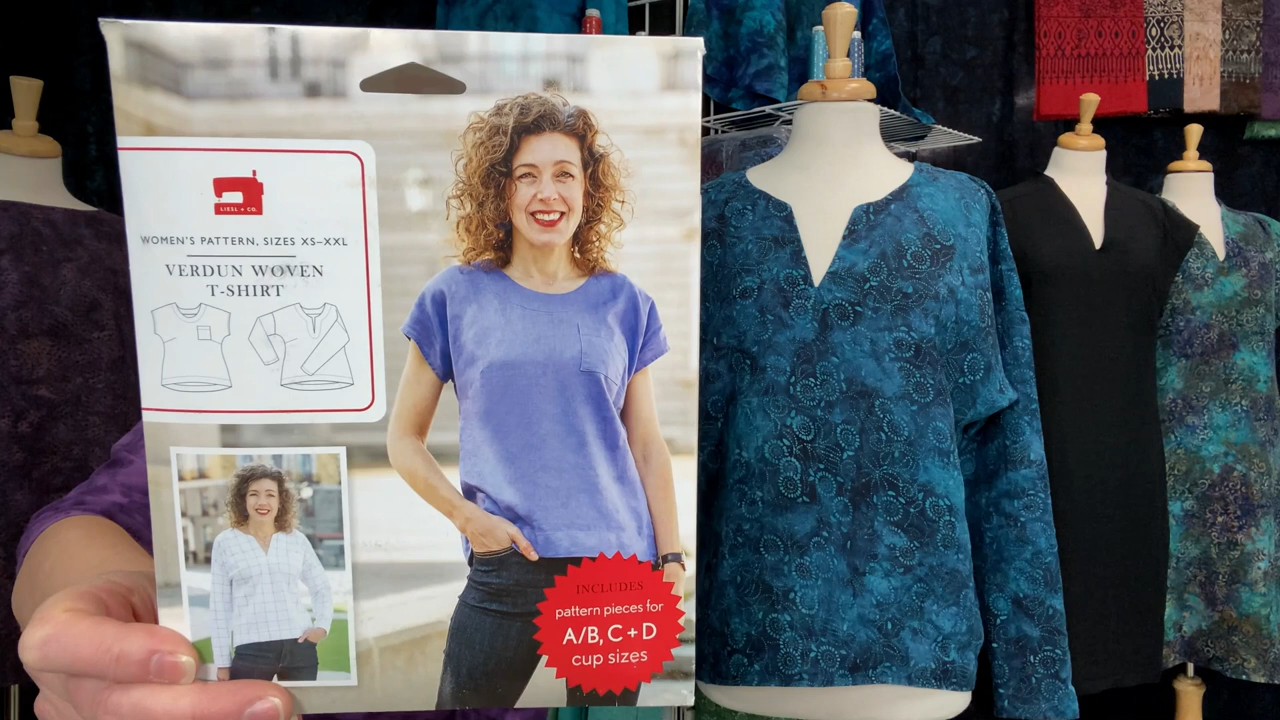 LIESL + CO.
WOMEN'S PATTERN, SIZES XS–XXL
VERDUN WOVEN
T-SHIRT
INCLUDES
pattern pieces for
A/B, C + D
cup sizes